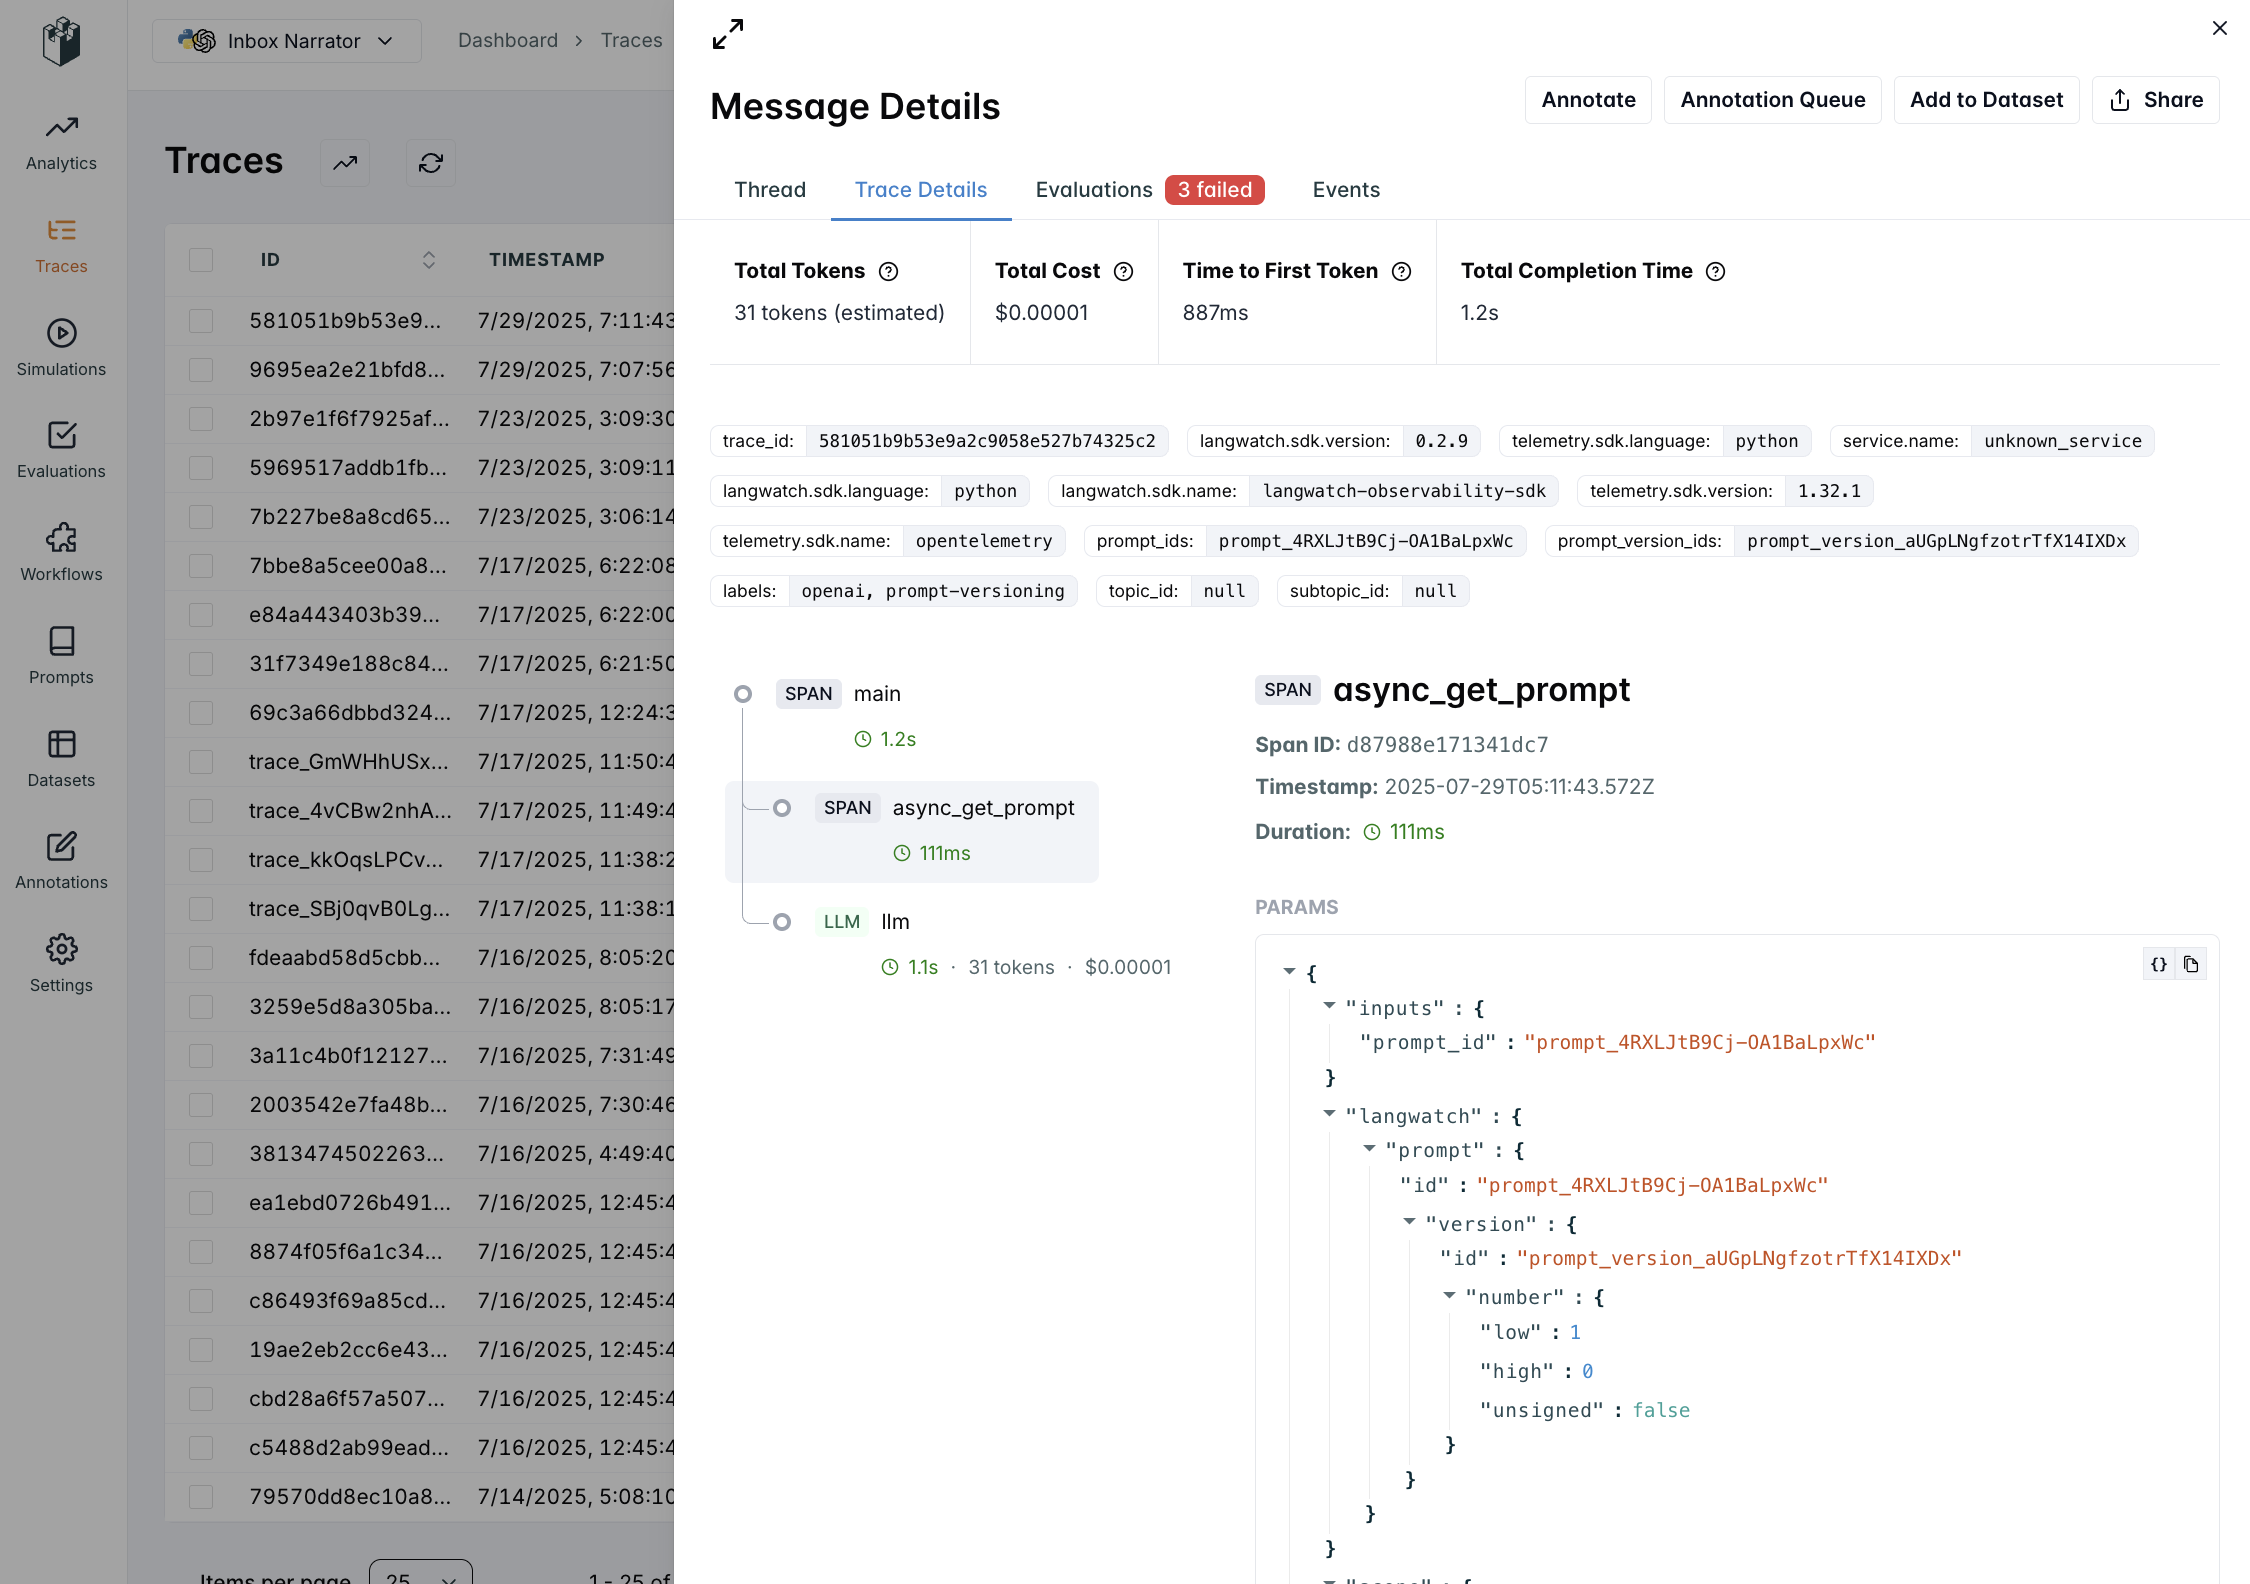 Inbox Narrator
Dashboard > Traces
Analytics
Traces
Simulations
Evaluations
Workflows
Prompts
Datasets
Annotations
Settings
Traces
ID TIMESTAMP
581051b9b53e9... 7/29/2025, 7:11:43
9695ea2e21bfd8... 7/29/2025, 7:07:56
2b97e1f6f7925af... 7/23/2025, 3:09:30
5969517addb1fb... 7/23/2025, 3:09:11
7b227be8a8cd65... 7/23/2025, 3:06:14
7bbe8a5cee00a8... 7/17/2025, 6:22:08
e84a443403b39... 7/17/2025, 6:22:00
31f7349e188c84... 7/17/2025, 6:21:50
69c3a66dbbd324... 7/17/2025, 12:24:3
trace_GmWHhUSx... 7/17/2025, 11:50:4
trace_4vCBw2nhA... 7/17/2025, 11:49:4
trace_kkOqsLPCv... 7/17/2025, 11:38:2
trace_SBj0qvB0Lg... 7/17/2025, 11:38:1
fdeaabd58d5cbb... 7/16/2025, 8:05:20
3259e5d8a305ba... 7/16/2025, 8:05:17
3a11c4b0f12127... 7/16/2025, 7:31:49
2003542e7fa48b... 7/16/2025, 7:30:46
3813474502263... 7/16/2025, 4:49:40
ea1ebd0726b491... 7/16/2025, 12:45:4
8874f05f6a1c34... 7/16/2025, 12:45:4
c86493f69a85cd... 7/16/2025, 12:45:4
19ae2eb2cc6e43... 7/16/2025, 12:45:4
cbd28a6f57a507... 7/16/2025, 12:45:4
c5488d2ab99ead... 7/16/2025, 12:45:4
79570dd8ec10a8... 7/14/2025, 5:08:10
Items per page 25 1 - 25 of
Message Details
Annotate Annotation Queue Add to Dataset Share
Thread Trace Details Evaluations 3 failed Events
Total Tokens Total Cost Time to First Token Total Completion Time
31 tokens (estimated) $0.00001 887ms 1.2s
trace_id: 581051b9b53e9a2c9058e527b74325c2 langwatch.sdk.version: 0.2.9 telemetry.sdk.language: python service.name: unknown_service
langwatch.sdk.language: python langwatch.sdk.name: langwatch-observability-sdk telemetry.sdk.version: 1.32.1
telemetry.sdk.name: opentelemetry prompt_ids: prompt_4RXLJtB9Cj-OA1BaLpxWc prompt_version_ids: prompt_version_aUGpLNgfzotrTfX14IXDx
labels: openai, prompt-versioning topic_id: null subtopic_id: null
SPAN main
1.2s
SPAN async_get_prompt
111ms
LLM llm
1.1s · 31 tokens · $0.00001
SPAN async_get_prompt
Span ID: d87988e171341dc7
Timestamp: 2025-07-29T05:11:43.572Z
Duration: 111ms
PARAMS
{}
{
"inputs" : {
"prompt_id" : "prompt_4RXLJtB9Cj-OA1BaLpxWc"
}
"langwatch" : {
"prompt" : {
"id" : "prompt_4RXLJtB9Cj-OA1BaLpxWc"
"version" : {
"id" : "prompt_version_aUGpLNgfzotrTfX14IXDx"
"number" : {
"low" : 1
"high" : 0
"unsigned" : false
}
}
}
}